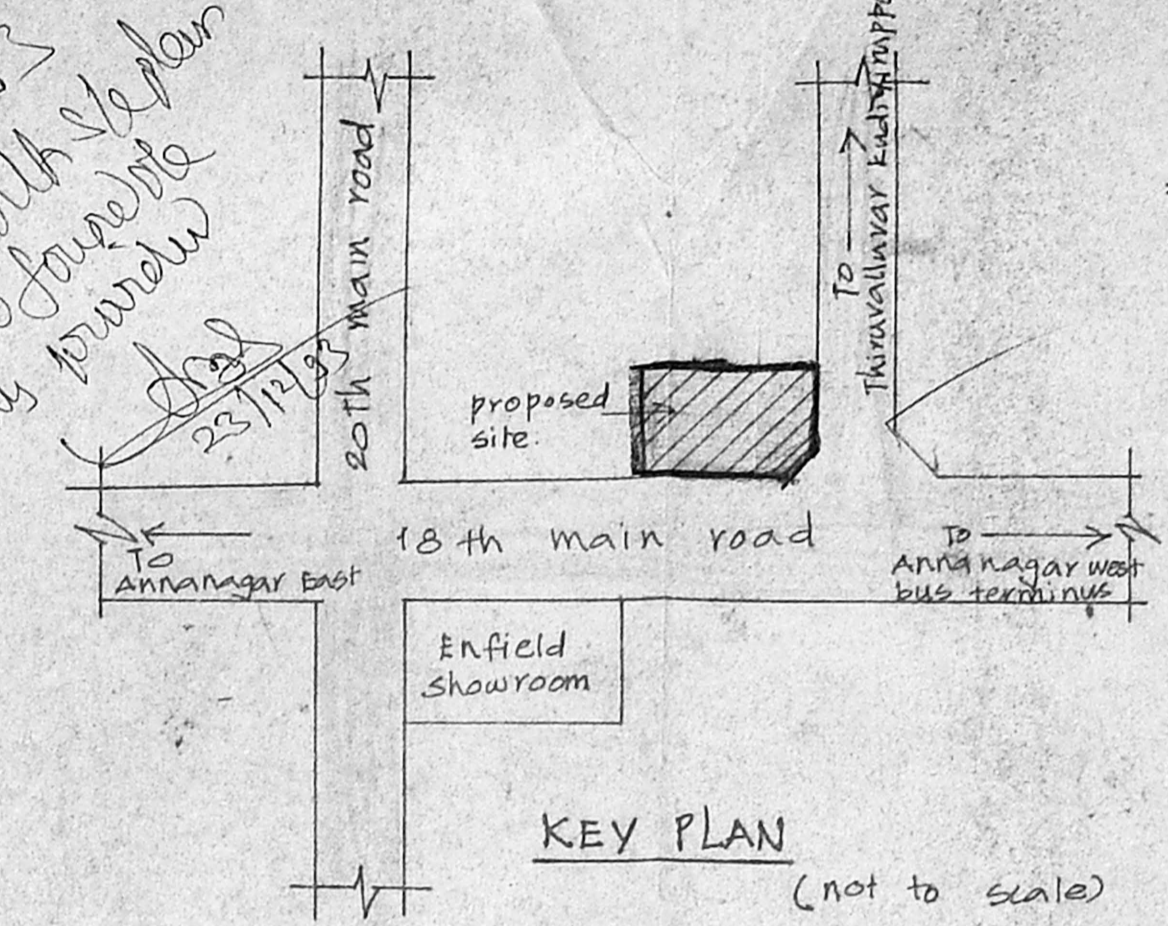 23/12/93
20TH main road
To
Thiruvalluvar Kudiyiruppu
proposed
site.
18th main road
To
Annanagar East
To
Annanagar west
bus terminus
Enfield
showroom
KEY PLAN
(not to scale)